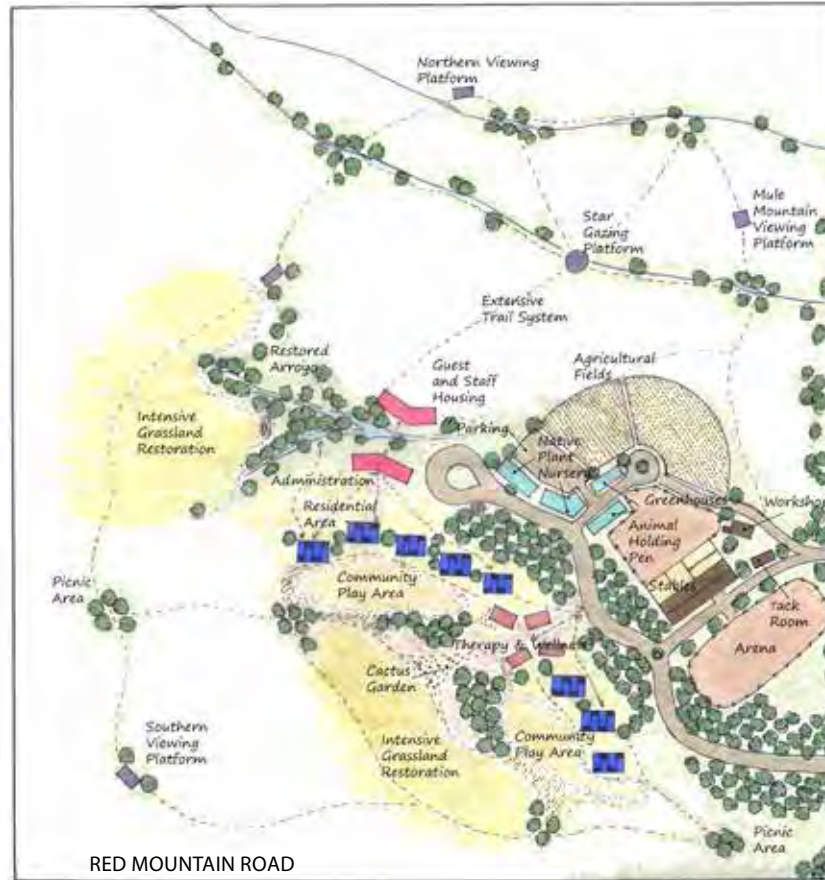 Northern Viewing
Platform
Mule
Mountain
Viewing
Platform
Star
Gazing
Platform
Extensive
Trail System
Restored
Arroyo
Guest
and Staff
Housing
Agricultural
Fields
Intensive
Grassland
Restoration
Parking
Native
Plant
Nursery
Administration
Greenhouses
Workshop
Residential
Area
Animal
Holding
Pen
Community
Play Area
Stables
Picnic
Area
Tack
Room
Therapy & Wellness
Arena
Cactus
Garden
Southern
Viewing
Platform
Intensive
Grassland
Restoration
Community
Play Area
Picnic
Area
RED MOUNTAIN ROAD